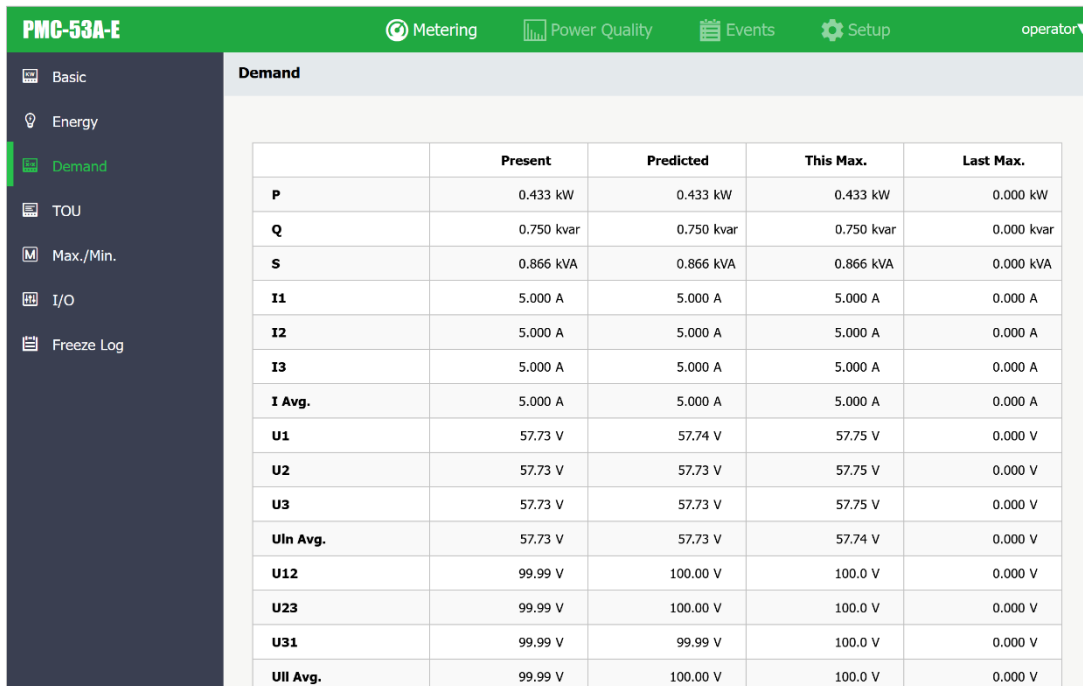 PMC-53A-E Metering Power Quality Events Setup operator▼
Basic
Energy
Demand
TOU
Max./Min.
I/O
Freeze Log
Demand
Present Predicted This Max. Last Max.
P 0.433 kW 0.433 kW 0.433 kW 0.000 kW
Q 0.750 kvar 0.750 kvar 0.750 kvar 0.000 kvar
S 0.866 kVA 0.866 kVA 0.866 kVA 0.000 kVA
I1 5.000 A 5.000 A 5.000 A 0.000 A
I2 5.000 A 5.000 A 5.000 A 0.000 A
I3 5.000 A 5.000 A 5.000 A 0.000 A
I Avg. 5.000 A 5.000 A 5.000 A 0.000 A
U1 57.73 V 57.74 V 57.75 V 0.000 V
U2 57.73 V 57.73 V 57.75 V 0.000 V
U3 57.73 V 57.73 V 57.75 V 0.000 V
Uln Avg. 57.73 V 57.73 V 57.74 V 0.000 V
U12 99.99 V 100.00 V 100.0 V 0.000 V
U23 99.99 V 100.00 V 100.0 V 0.000 V
U31 99.99 V 99.99 V 100.0 V 0.000 V
Ull Avg. 99.99 V 100.00 V 100.0 V 0.000 V